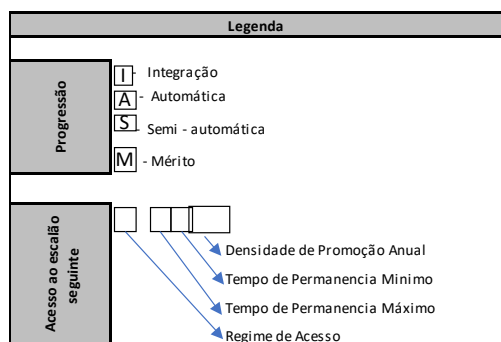 Legenda
Progressão
I - Integração
A - Automática
S - Semi - automática
M - Mérito
Acesso ao escalão
seguinte
Densidade de Promoção Anual
Tempo de Permanencia Minimo
Tempo de Permanencia Máximo
Regime de Acesso